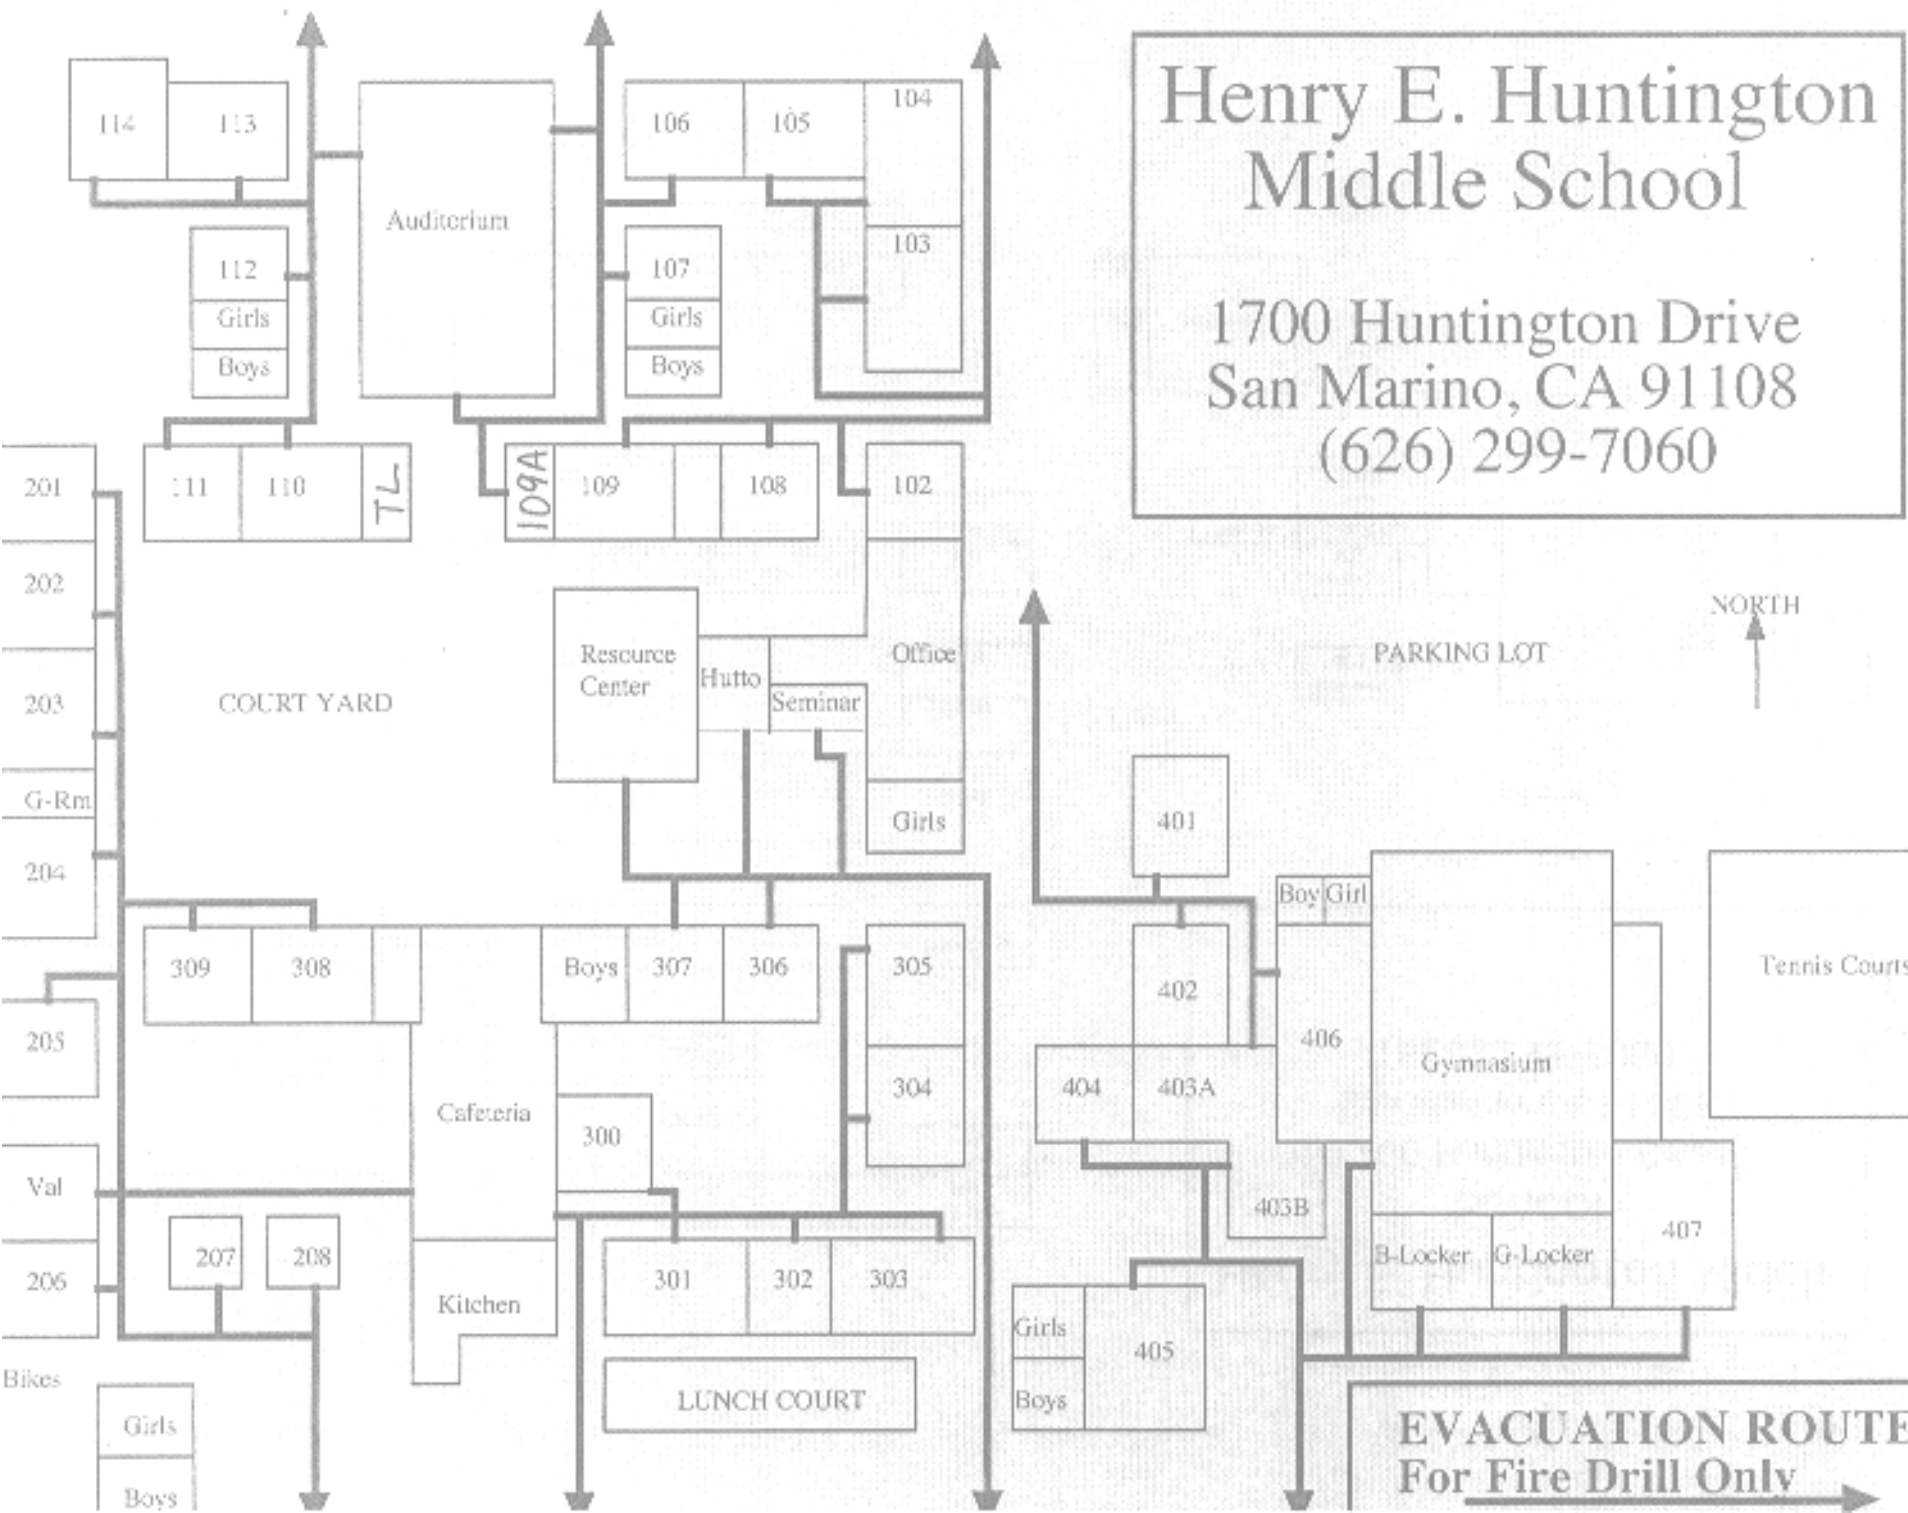 Henry E. Huntington
Middle School
1700 Huntington Drive
San Marino, CA 91108
(626) 299-7060
114
113
Auditorium
106
105
104
103
112
Girls
Boys
107
Girls
Boys
201
111
110
TL
109A
109
108
102
202
203
G-Rm
204
COURT YARD
Resource
Center
Hutto
Seminar
Office
Girls
NORTH
PARKING LOT
401
Boy
Girl
309
308
Boys
307
306
305
402
406
Gymnasium
Tennis Courts
205
Cafeteria
300
304
404
403A
Val
207
208
403B
407
206
Kitchen
301
302
303
B-Locker
G-Locker
Bikes
Girls
Boys
LUNCH COURT
Girls
Boys
405
EVACUATION ROUTE
For Fire Drill Only